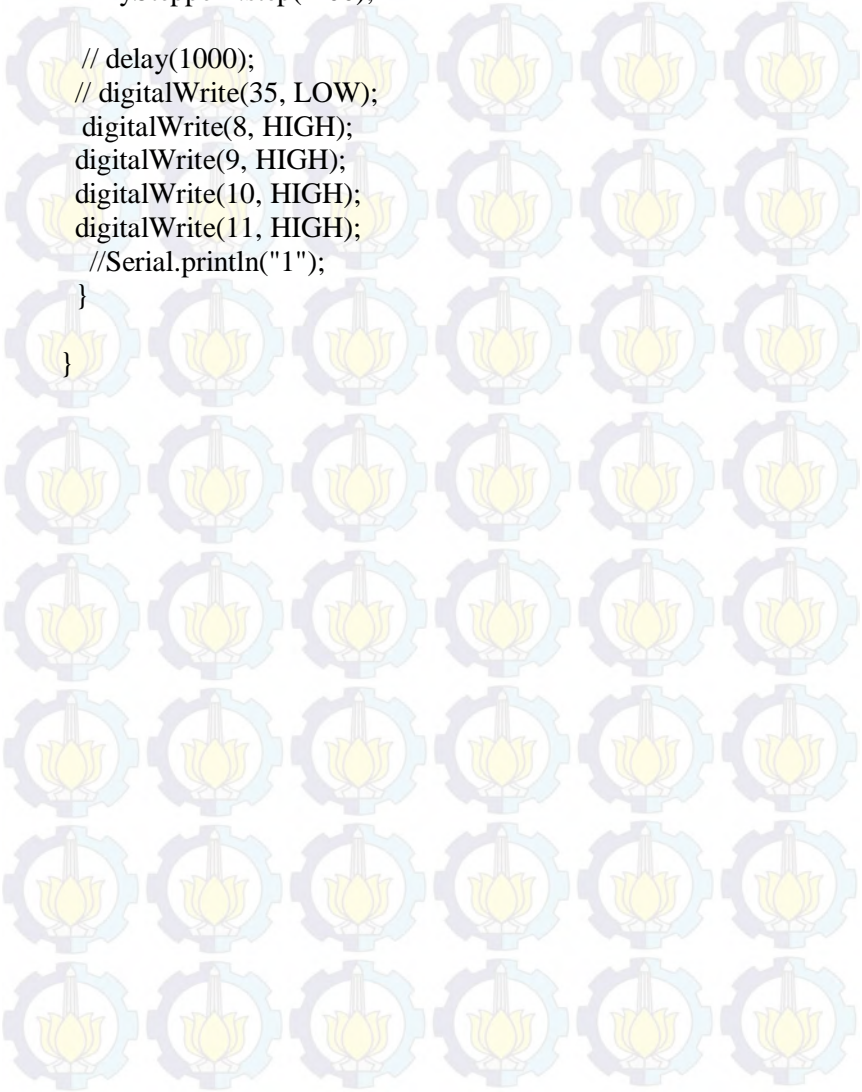 // delay(1000);
// digitalWrite(35, LOW);
digitalWrite(8, HIGH);
digitalWrite(9, HIGH);
digitalWrite(10, HIGH);
digitalWrite(11, HIGH);
//Serial.println("1");
}
}